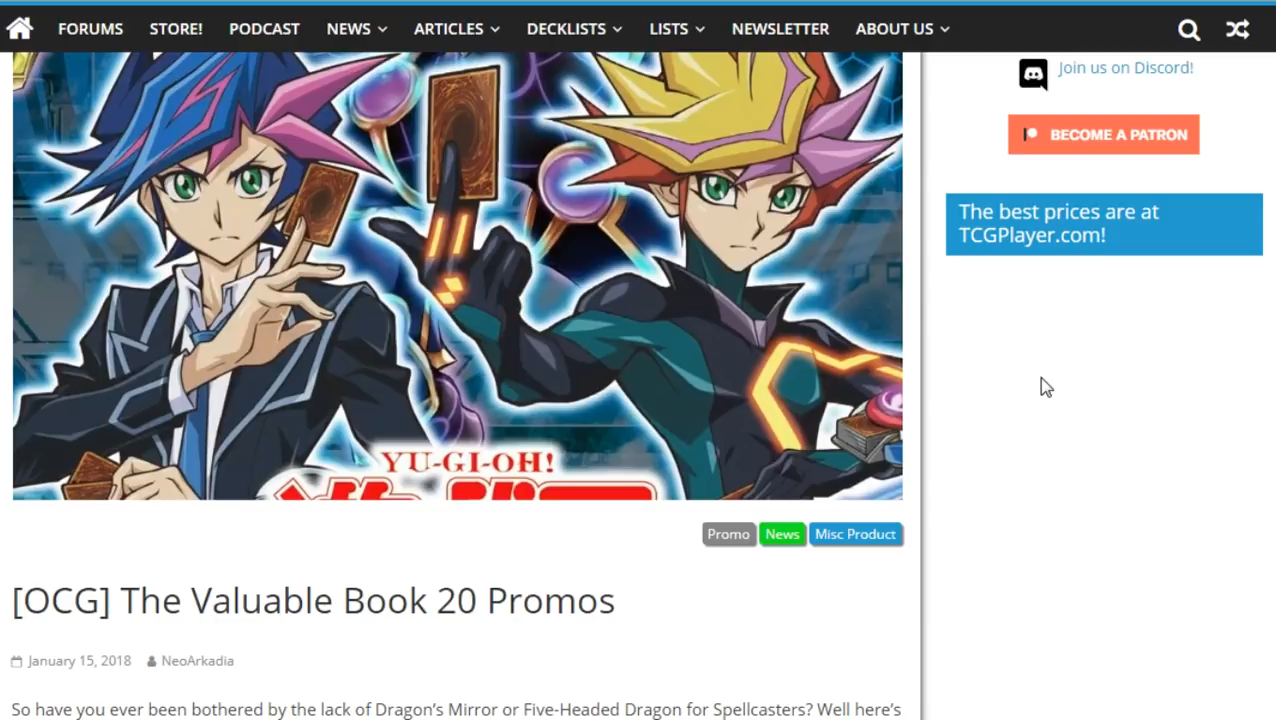 FORUMS STORE! PODCAST NEWS ARTICLES DECKLISTS LISTS NEWSLETTER ABOUT US
Join us on Discord!
BECOME A PATRON
The best prices are at
TCGPlayer.com!
YU-GI-OH!
Promo News Misc Product
[OCG] The Valuable Book 20 Promos
January 15, 2018 NeoArkadia
So have you ever been bothered by the lack of Dragon's Mirror or Five-Headed Dragon for Spellcasters? Well here's